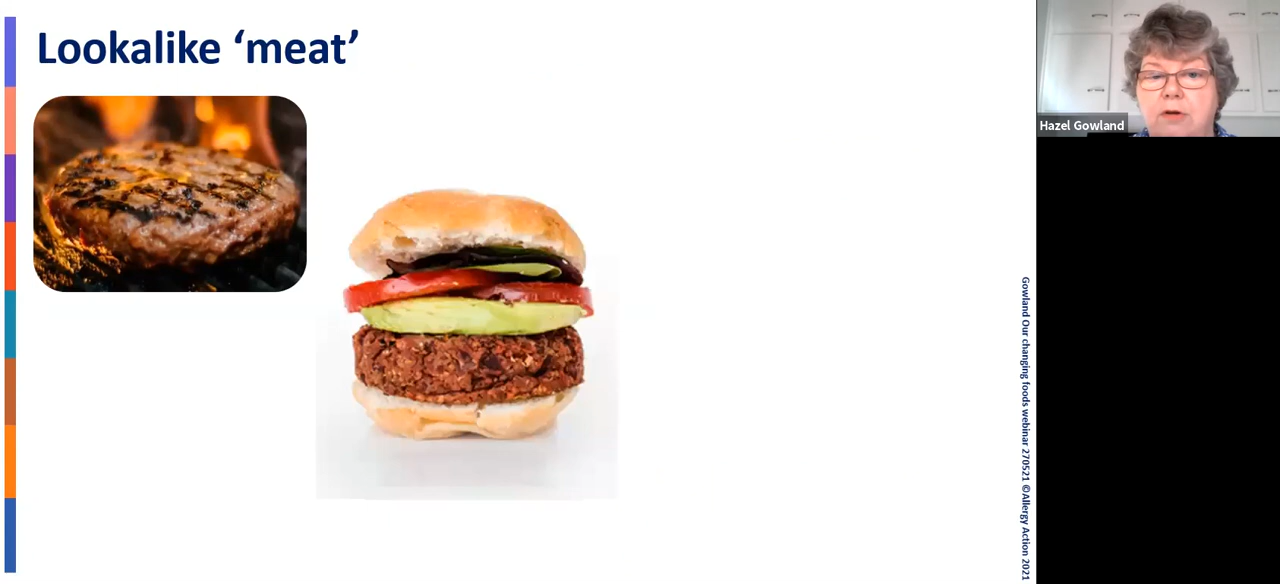 Lookalike ‘meat’
Hazel Gowland
Gowland Our changing foods webinar 270521 ©Allergy Action 2021